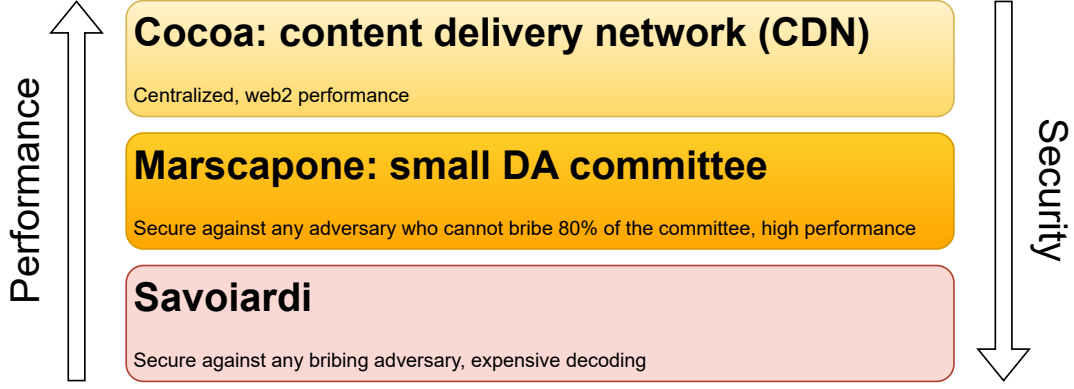 Performance
Cocoa: content delivery network (CDN)
Centralized, web2 performance
Marscapone: small DA committee
Secure against any adversary who cannot bribe 80% of the committee, high performance
Savoiardi
Secure against any bribing adversary, expensive decoding
Security